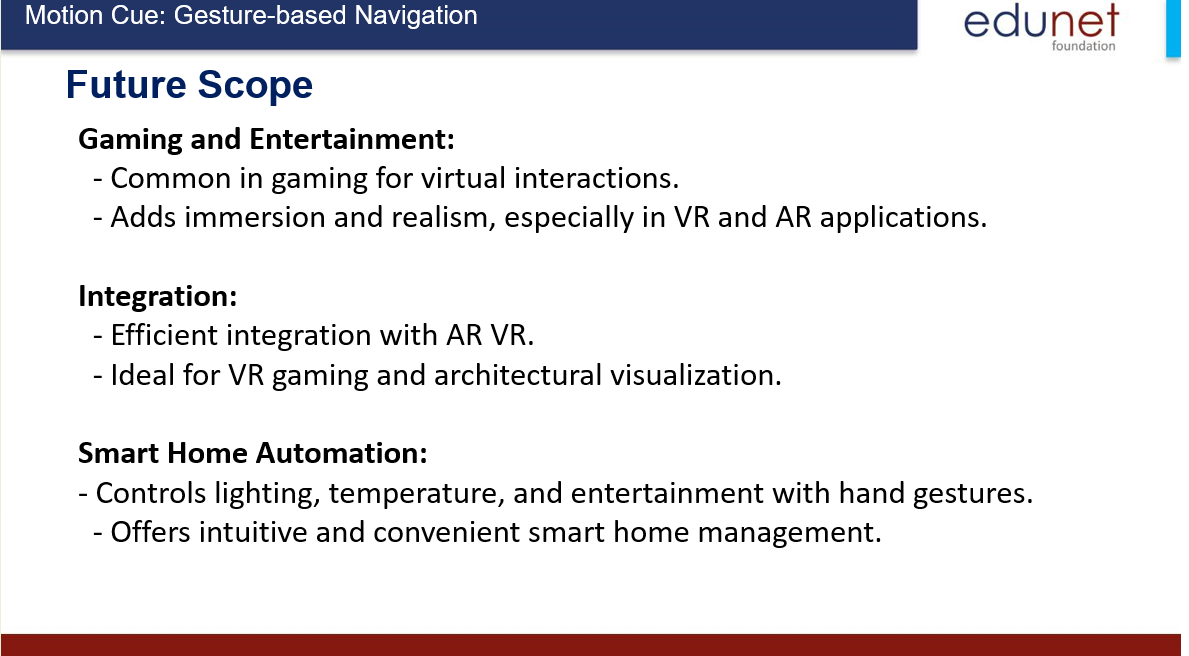 Motion Cue: Gesture-based Navigation
edunet
foundation
Future Scope
Gaming and Entertainment:
- Common in gaming for virtual interactions.
- Adds immersion and realism, especially in VR and AR applications.
Integration:
- Efficient integration with AR VR.
- Ideal for VR gaming and architectural visualization.
Smart Home Automation:
- Controls lighting, temperature, and entertainment with hand gestures.
- Offers intuitive and convenient smart home management.